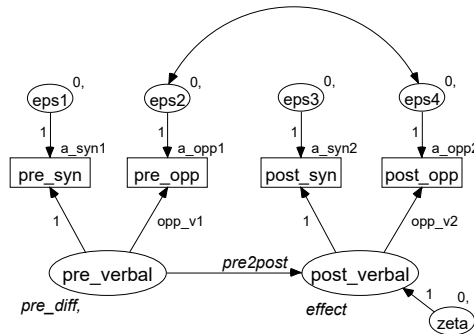 0, 0, 0, 0,
eps1 eps2 eps3 eps4
1 1 1 1
a_syn1 a_opp1 a_syn2 a_opp2
pre_syn pre_opp post_syn post_opp
1 opp_v1 1 opp_v2
pre2post
pre_verbal post_verbal
pre_diff, effect 1 0,
zeta